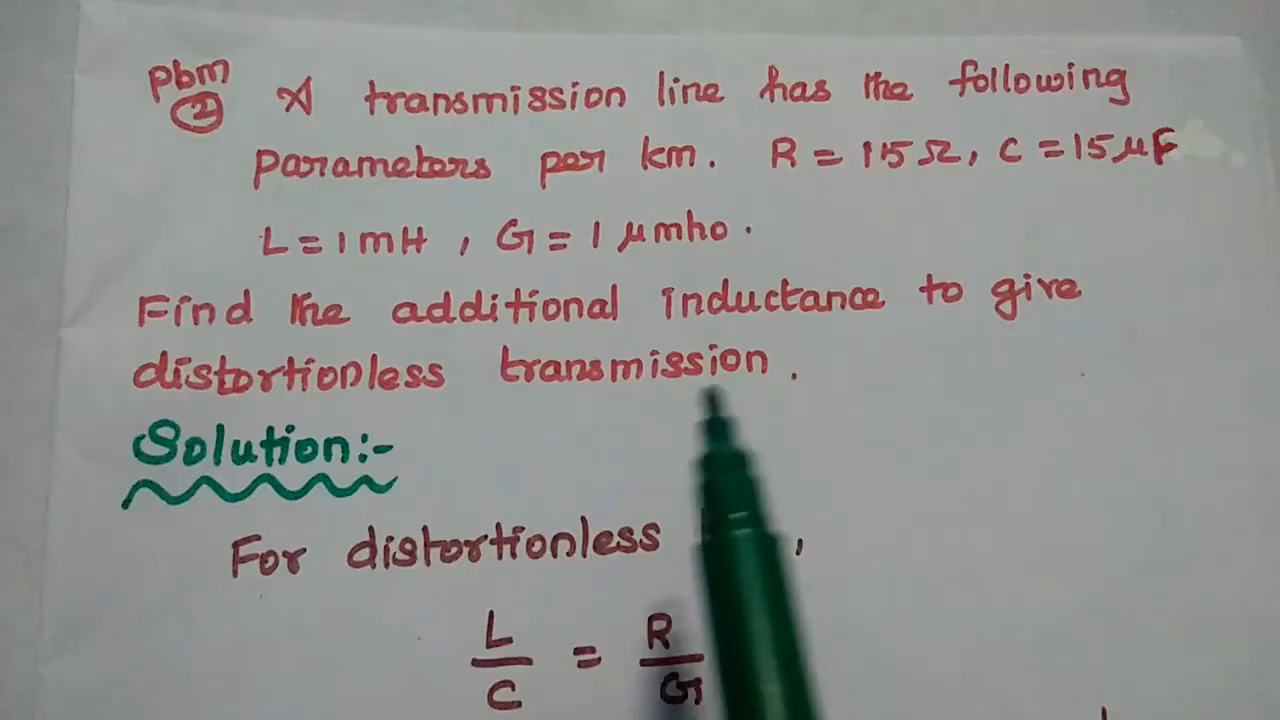 Pbm
② A transmission line has the following
parameters per km. R = 115Ω, C = 15 μF
L = 1 mH , G = 1 μmho.
Find the additional inductance to give
distortionless transmission.
Solution:-
For distortionless ,
L/C = R/G